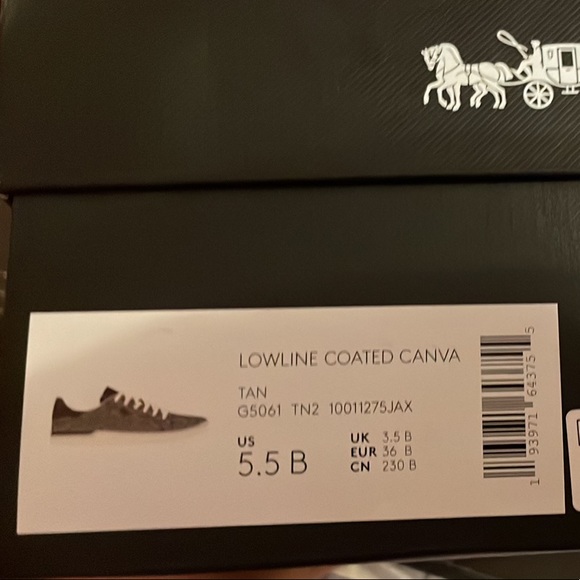 LOWLINE COATED CANVA
TAN
G5061 TN2 10011275JAX
US
5.5 B
UK 3.5 B
EUR 36 B
CN 230 B
1 93971 64375 5